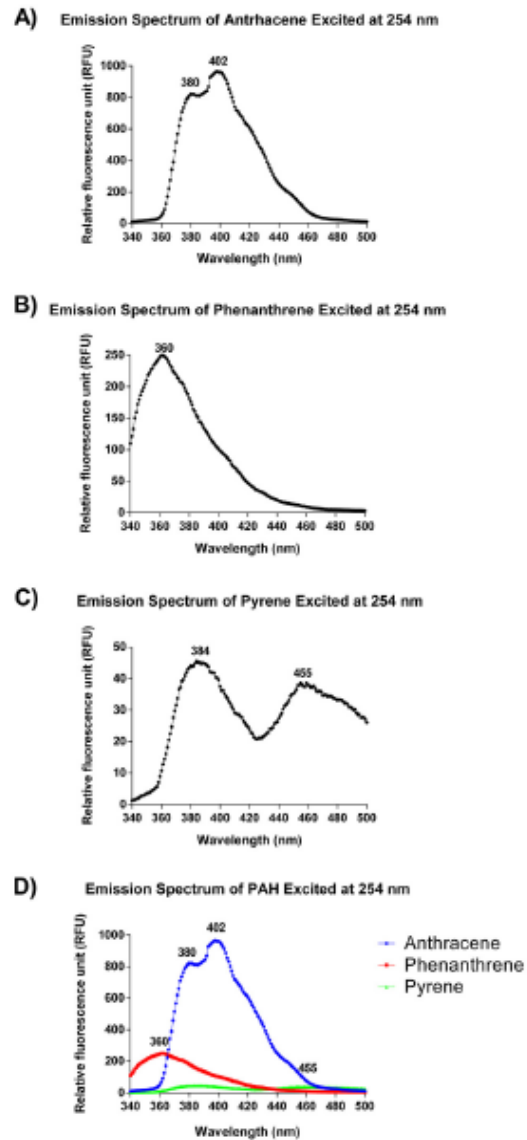 A) Emission Spectrum of Antrhacene Excited at 254 nm
Relative fluorescence unit (RFU)
1000
800
600
400
200
0
380
402
340 360 380 400 420 440 460 480 500
Wavelength (nm)
B) Emission Spectrum of Phenanthrene Excited at 254 nm
Relative fluorescence unit (RFU)
250
200
150
100
50
0
360
340 360 380 400 420 440 460 480 500
Wavelength (nm)
C) Emission Spectrum of Pyrene Excited at 254 nm
Relative fluorescence unit (RFU)
50
40
30
20
10
0
384
455
340 360 380 400 420 440 460 480 500
Wavelength (nm)
D) Emission Spectrum of PAH Excited at 254 nm
Relative fluorescence unit (RFU)
1000
800
600
400
200
0
360
380
402
455
340 360 380 400 420 440 460 480 500
Wavelength (nm)
Anthracene
Phenanthrene
Pyrene